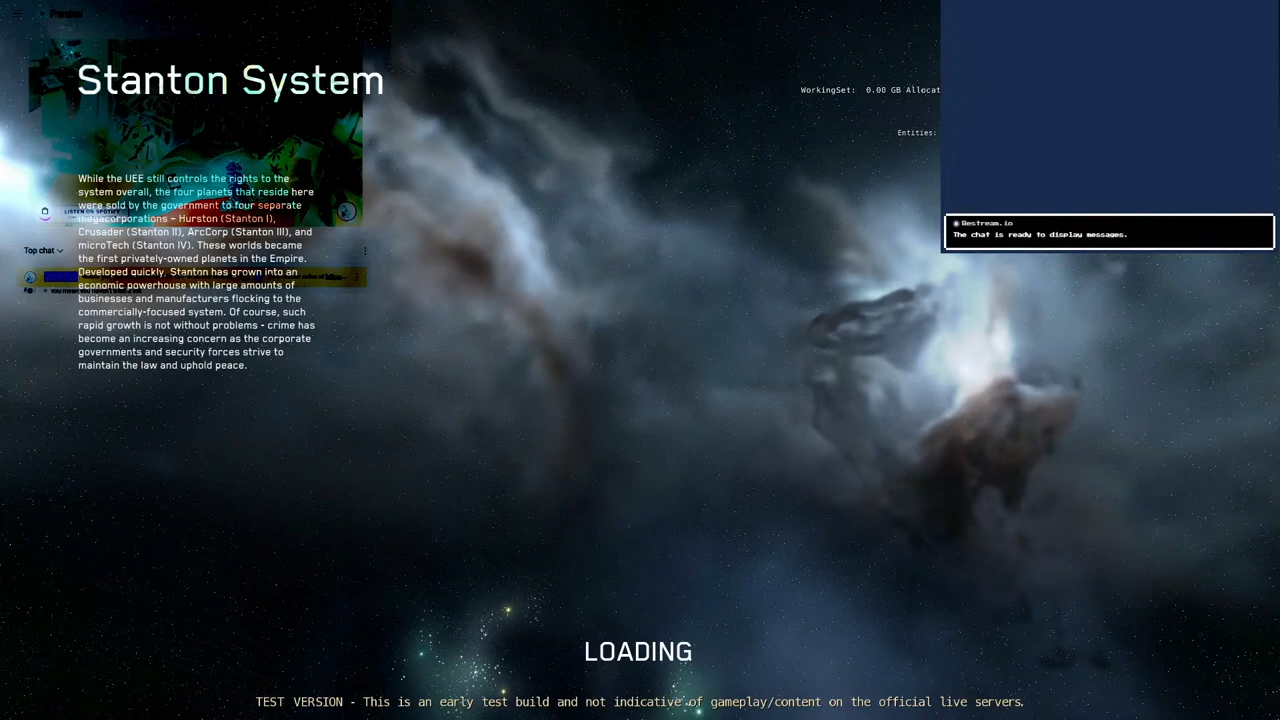 Premium
Stanton System
WorkingSet: 0.00 GB Allocat
Entities:
While the UEE still controls the rights to the
system overall, the four planets that reside here
were sold by the government to four separate
megacorporations - Hurston (Stanton I),
Crusader (Stanton II), ArcCorp (Stanton III), and
microTech (Stanton IV). These worlds became
the first privately-owned planets in the Empire.
Developed quickly, Stanton has grown into an
economic powerhouse with large amounts of
businesses and manufacturers flocking to the
commercially-focused system. Of course, such
rapid growth is not without problems - crime has
become an increasing concern as the corporate
governments and security forces strive to
maintain the law and uphold peace.
LISTEN ON SPOTIFY
Top chat
Restream.io
The chat is ready to display messages.
LOADING
TEST VERSION - This is an early test build and not indicative of gameplay/content on the official live servers.